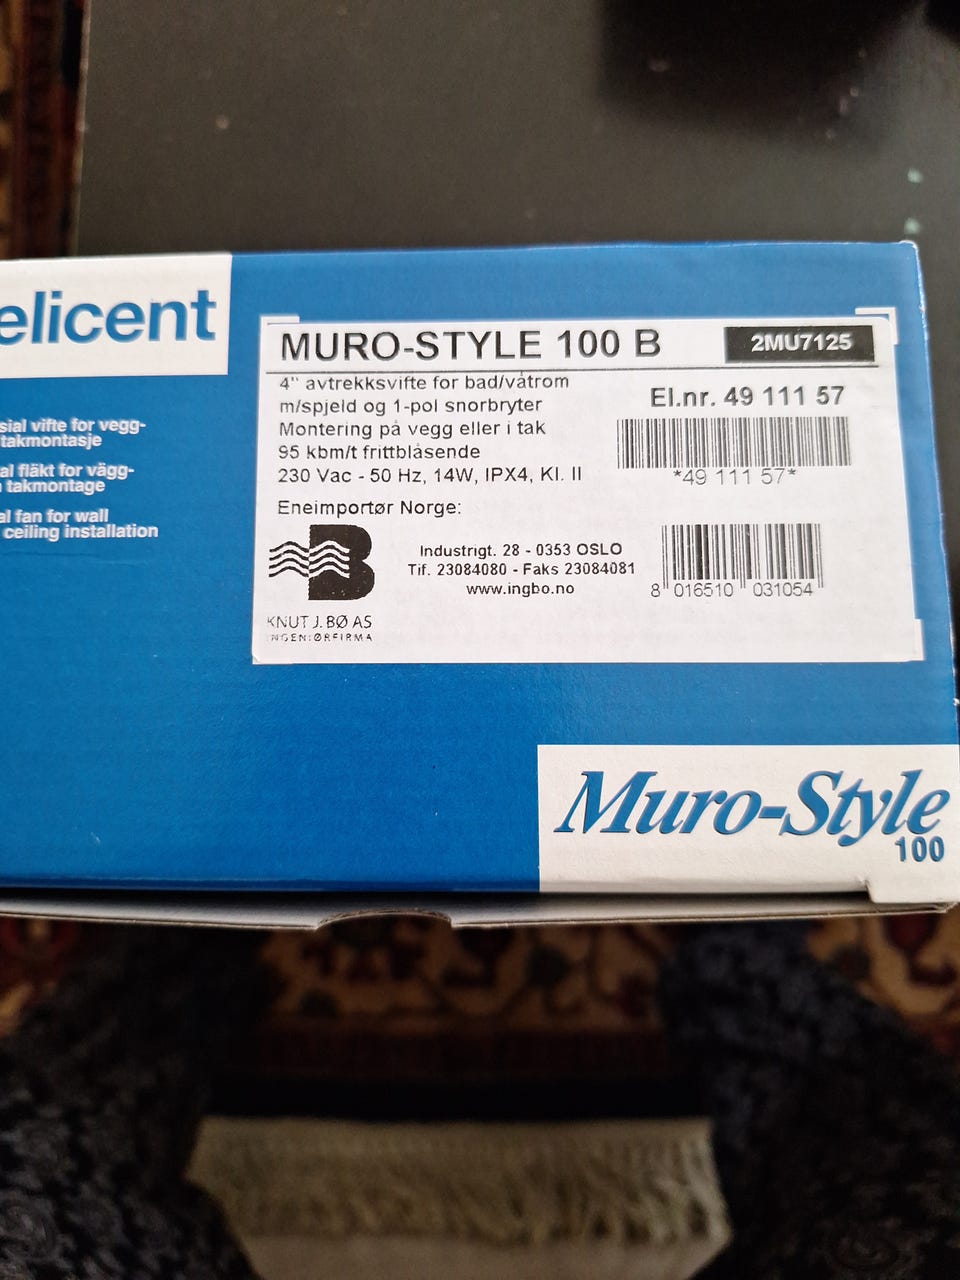 elicent
MURO-STYLE 100 B
2MU7125
4" avtrekksvifte for bad/våtrom
m/spjeld og 1-pol snorbryter
Montering på vegg eller i tak
95 kbm/t frittblåsende
230 Vac - 50 Hz, 14W, IPX4, Kl. II
El.nr. 49 111 57
*49 111 57*
Eneimportør Norge:
B
KNUT J. BØ AS
INGENIØRFIRMA
Industrigt. 28 - 0353 OSLO
Tlf. 23084080 - Faks 23084081
www.ingbo.no
8 016510 031054
sial vifte for vegg-
takmontasje
al fläkt for vägg-
takmontage
al fan for wall
ceiling installation
Muro-Style
100